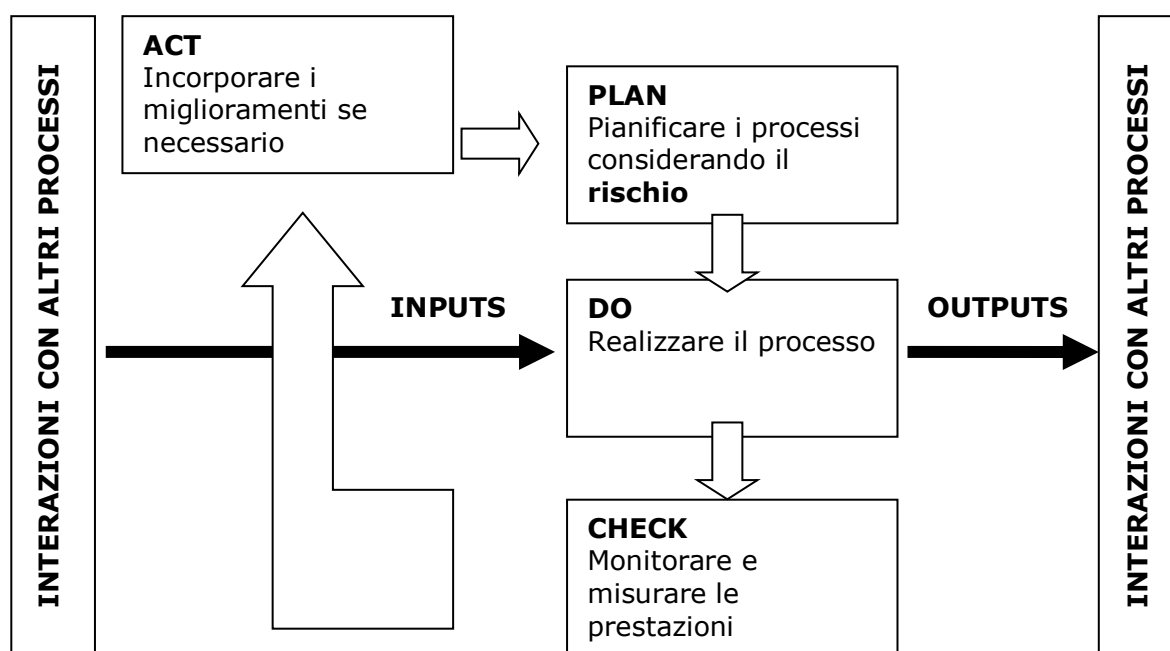 INTERAZIONI CON ALTRI PROCESSI
ACT
Incorporare i
miglioramenti se
necessario
PLAN
Pianificare i processi
considerando il
rischio
INPUTS
DO
Realizzare il processo
OUTPUTS
CHECK
Monitorare e
misurare le
prestazioni
INTERAZIONI CON ALTRI PROCESSI